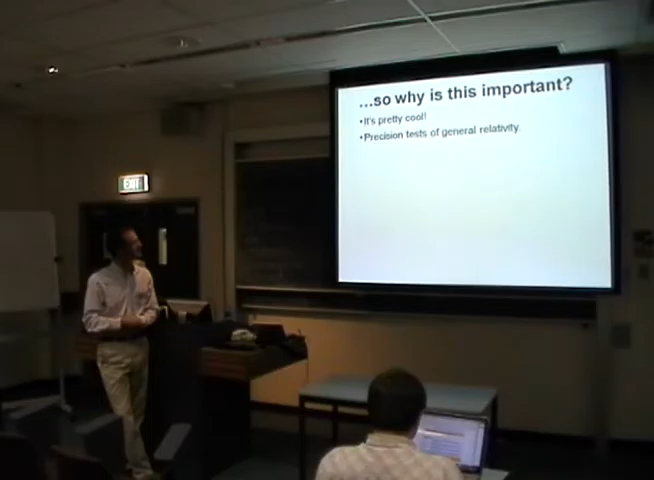 ...so why is this important?
•It's pretty cool!
•Precision tests of general relativity.
EXIT